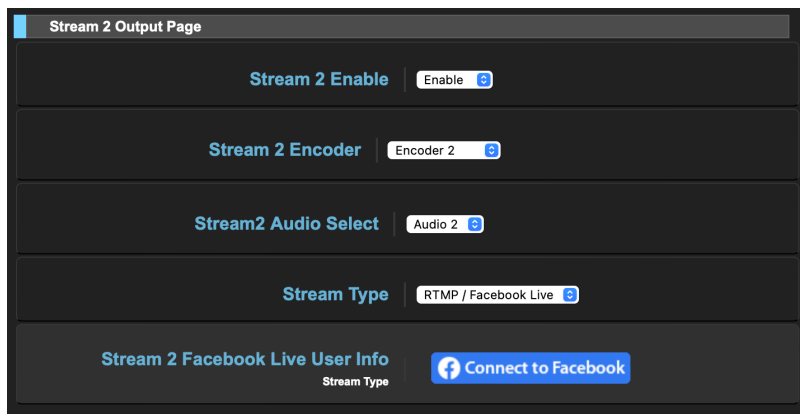 Stream 2 Output Page
Stream 2 Enable Enable
Stream 2 Encoder Encoder 2
Stream2 Audio Select Audio 2
Stream Type RTMP / Facebook Live
Stream 2 Facebook Live User Info Connect to Facebook
Stream Type